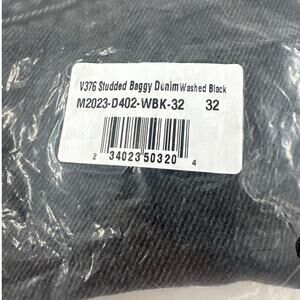 V376 Studded Baggy Denim Washed Black
M2023-D402-WBK-32 32
2 34023 50320 4